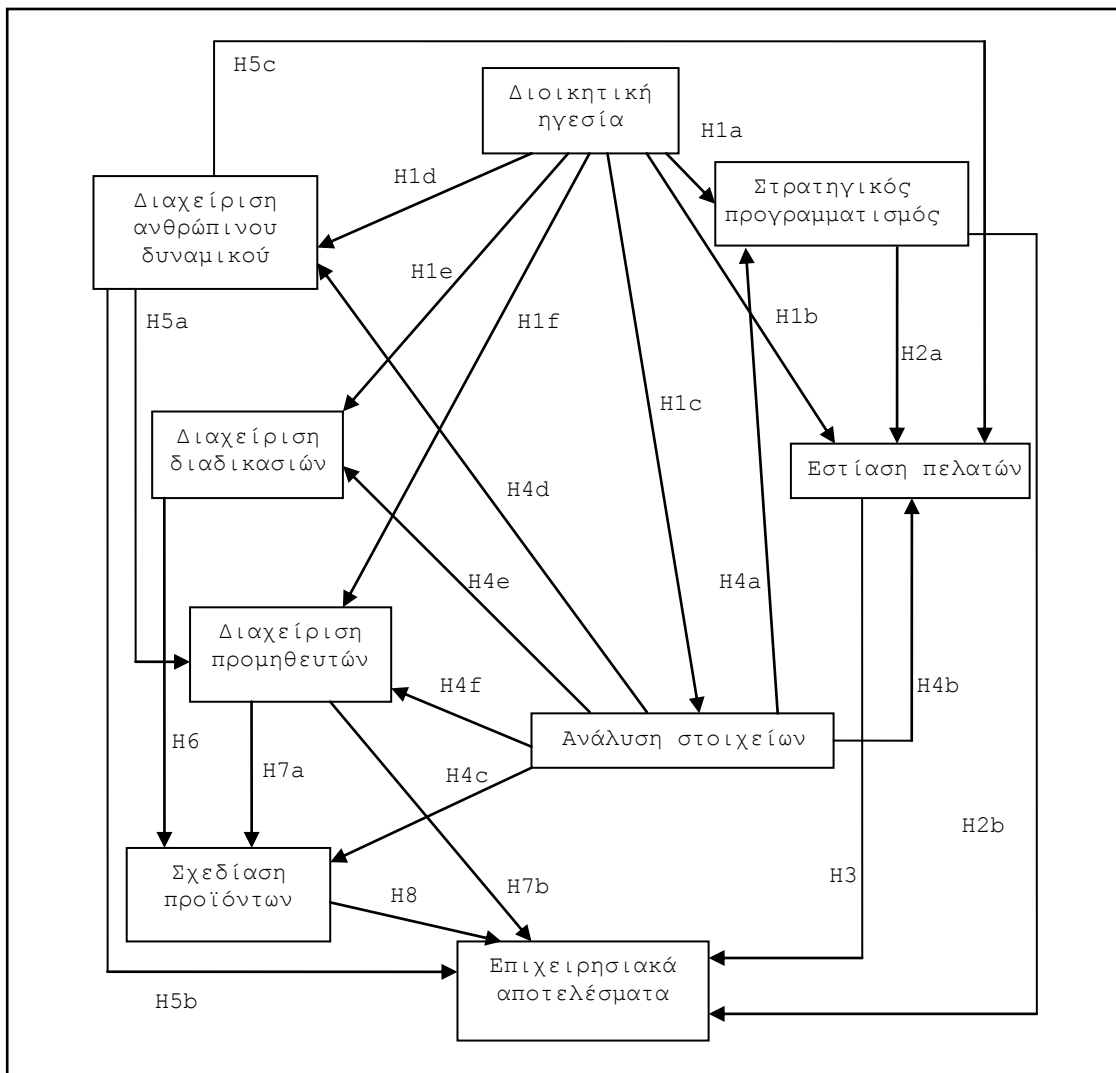 H5c
Διοικητική
ηγεσία
H1a
H1d
Στρατηγικός
προγραμματισμός
Διαχείριση
ανθρώπινου
δυναμικού
H1e
H5a
H1f
H1b
H2a
H1c
Διαχείριση
διαδικασιών
Εστίαση πελατών
H4d
H4e
H4a
Διαχείριση
προμηθευτών
H4f
H4b
H6
Ανάλυση στοιχείων
H7a
H4c
H2b
Σχεδίαση
προϊόντων
H8
H7b
H3
Επιχειρησιακά
αποτελέσματα
H5b